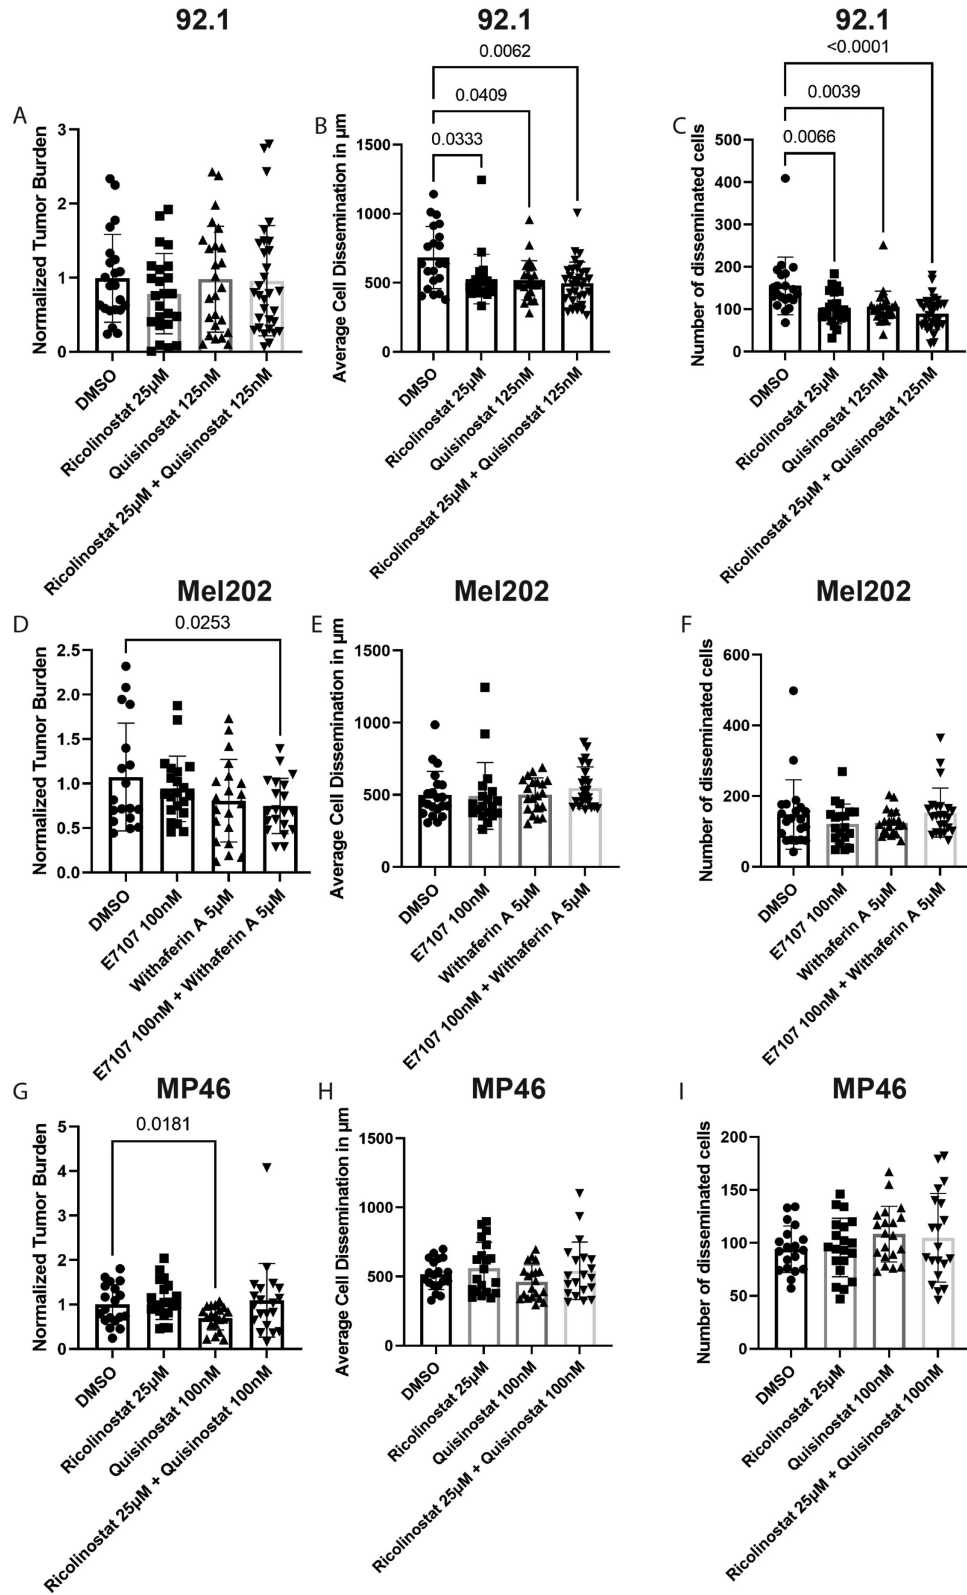 92.1
92.1
92.1
A
Normalized Tumor Burden
3
2
1
0
DMSO
Ricolinostat 25µM
Quisinostat 125nM
Ricolinostat 25µM + Quisinostat 125nM
B
0.0062
0.0409
0.0333
Average Cell Dissemination in µm
1500
1000
500
0
DMSO
Ricolinostat 25µM
Quisinostat 125nM
Ricolinostat 25µM + Quisinostat 125nM
C
<0.0001
0.0039
0.0066
Number of disseminated cells
500
400
300
200
100
0
DMSO
Ricolinostat 25µM
Quisinostat 125nM
Ricolinostat 25µM + Quisinostat 125nM
Mel202
Mel202
Mel202
D
0.0253
Normalized Tumor Burden
2.5
2.0
1.5
1.0
0.5
0.0
DMSO
E7107 100nM
Withaferin A 5µM
E7107 100nM + Withaferin A 5µM
E
Average Cell Dissemination in µm
1500
1000
500
0
DMSO
E7107 100nM
Withaferin A 5µM
E7107 100nM + Withaferin A 5µM
F
Number of disseminated cells
600
400
200
0
DMSO
E7107 100nM
Withaferin A 5µM
E7107 100nM + Withaferin A 5µM
MP46
MP46
MP46
G
0.0181
Normalized Tumor Burden
5
4
3
2
1
0
DMSO
Ricolinostat 25µM
Quisinostat 100nM
Ricolinostat 25µM + Quisinostat 100nM
H
Average Cell Dissemination in µm
1500
1000
500
0
DMSO
Ricolinostat 25µM
Quisinostat 100nM
Ricolinostat 25µM + Quisinostat 100nM
I
Number of disseminated cells
200
150
100
50
0
DMSO
Ricolinostat 25µM
Quisinostat 100nM
Ricolinostat 25µM + Quisinostat 100nM